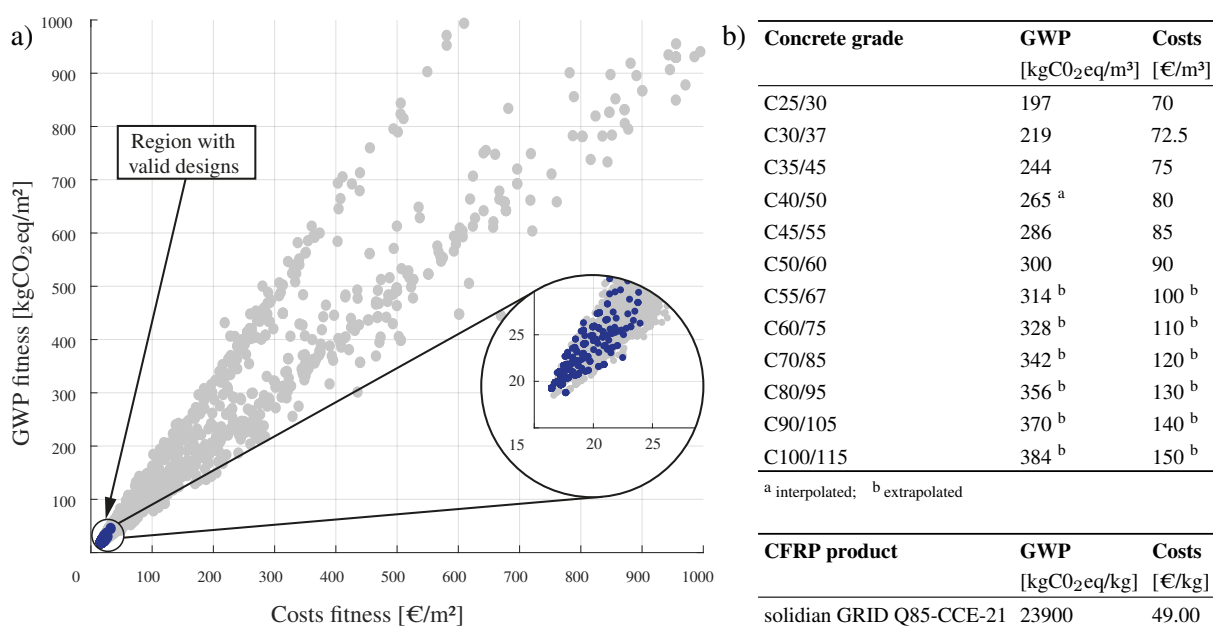 a)
1000
900
800
700
600
500
400
300
200
100
GWP fitness [kgCO₂eq/m²]
Region with
valid designs
25
20
15
20
25
0
100
200
300
400
500
600
700
800
900
1000
Costs fitness [€/m²]
b)
Concrete grade GWP Costs
[kgC0₂eq/m³] [€/m³]
C25/30 197 70
C30/37 219 72.5
C35/45 244 75
C40/50 265 ᵃ 80
C45/55 286 85
C50/60 300 90
C55/67 314 ᵇ 100 ᵇ
C60/75 328 ᵇ 110 ᵇ
C70/85 342 ᵇ 120 ᵇ
C80/95 356 ᵇ 130 ᵇ
C90/105 370 ᵇ 140 ᵇ
C100/115 384 ᵇ 150 ᵇ
ᵃ interpolated; ᵇ extrapolated
CFRP product GWP Costs
[kgC0₂eq/kg] [€/kg]
solidian GRID Q85-CCE-21 23900 49.00